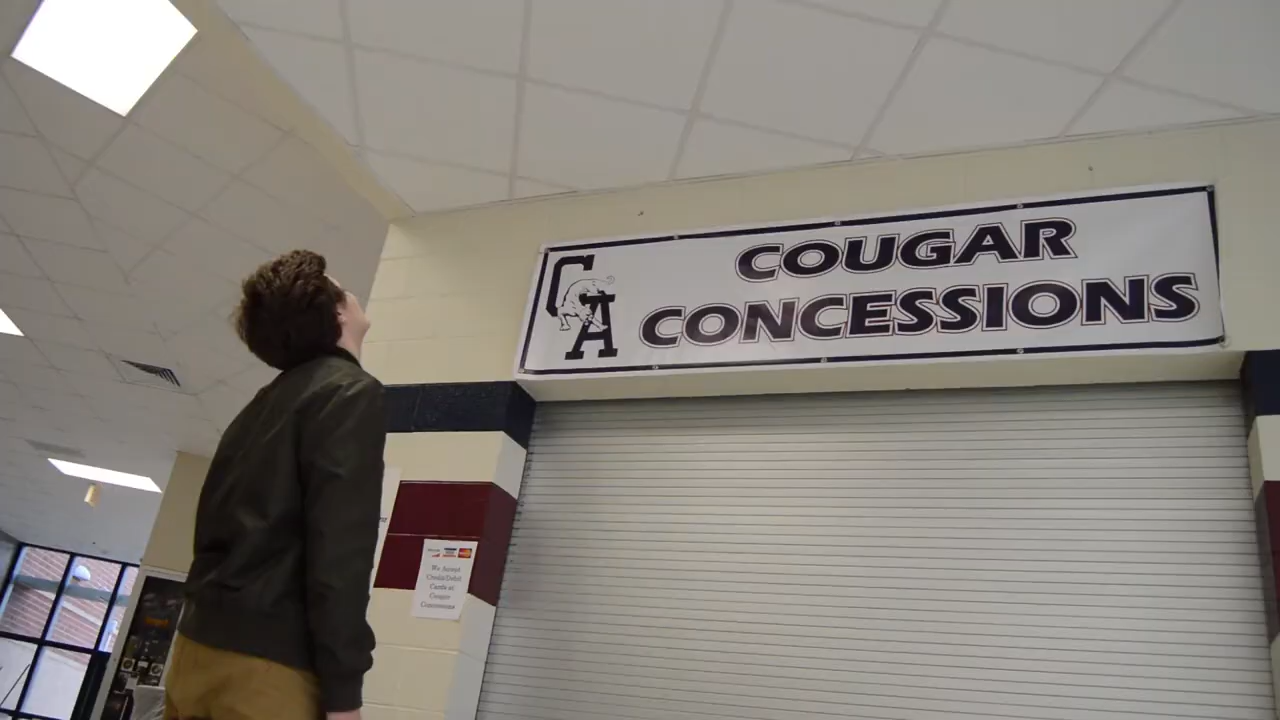 CA
COUGAR
CONCESSIONS
We Accept
Credit/Debit
Cards at
Cougar
Concessions